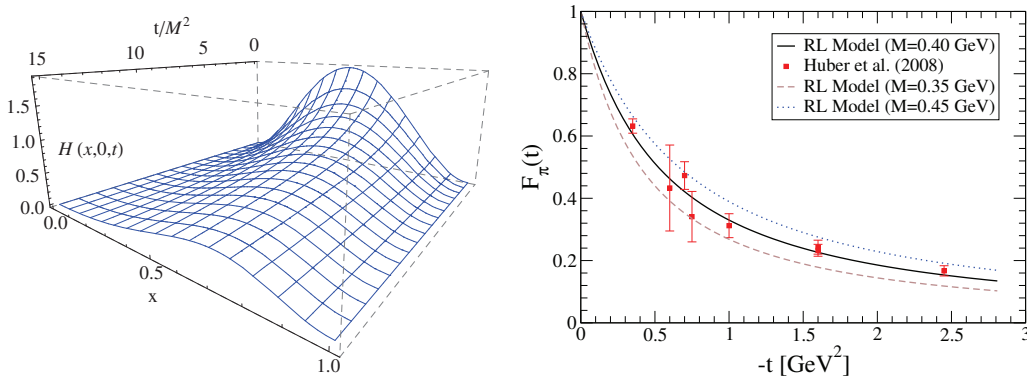 t/M²
15
10
5
0
1.5
1.0
0.5
0.0
H (x,0,t)
0.0
0.5
1.0
x
1
0.8
0.6
0.4
0.2
0
F_π(t)
RL Model (M=0.40 GeV)
Huber et al. (2008)
RL Model (M=0.35 GeV)
RL Model (M=0.45 GeV)
0 0.5 1 1.5 2 2.5 3
-t [GeV²]